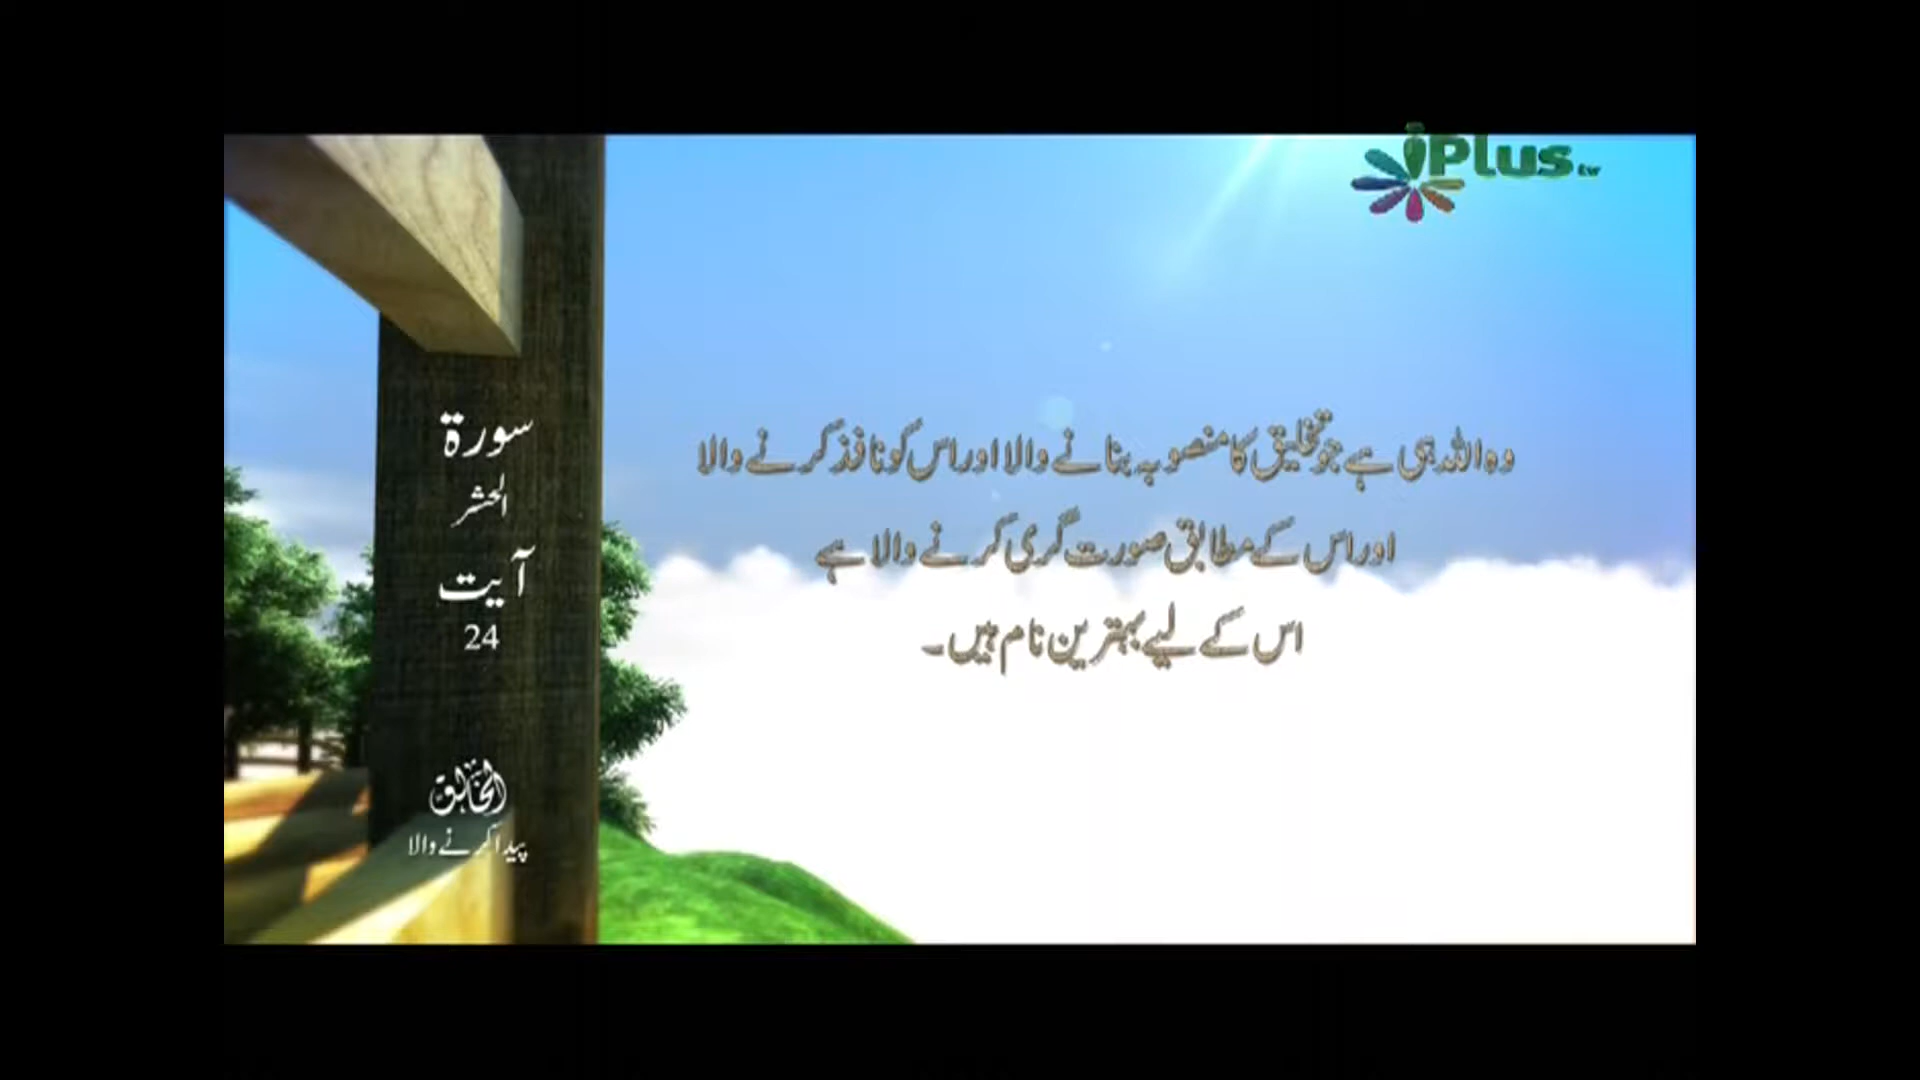 iPlus tv
وہ اللہ ہی ہے جو تخلیق کا منصوبہ بنانے والا اور اس کو نافذ کرنے والا
اور اس کے مطابق صورت گری کرنے والا ہے
اس کے لیے بہترین نام ہیں۔
سورۃ
الحشر
آیت
24
الخالق
پیدا کرنے والا